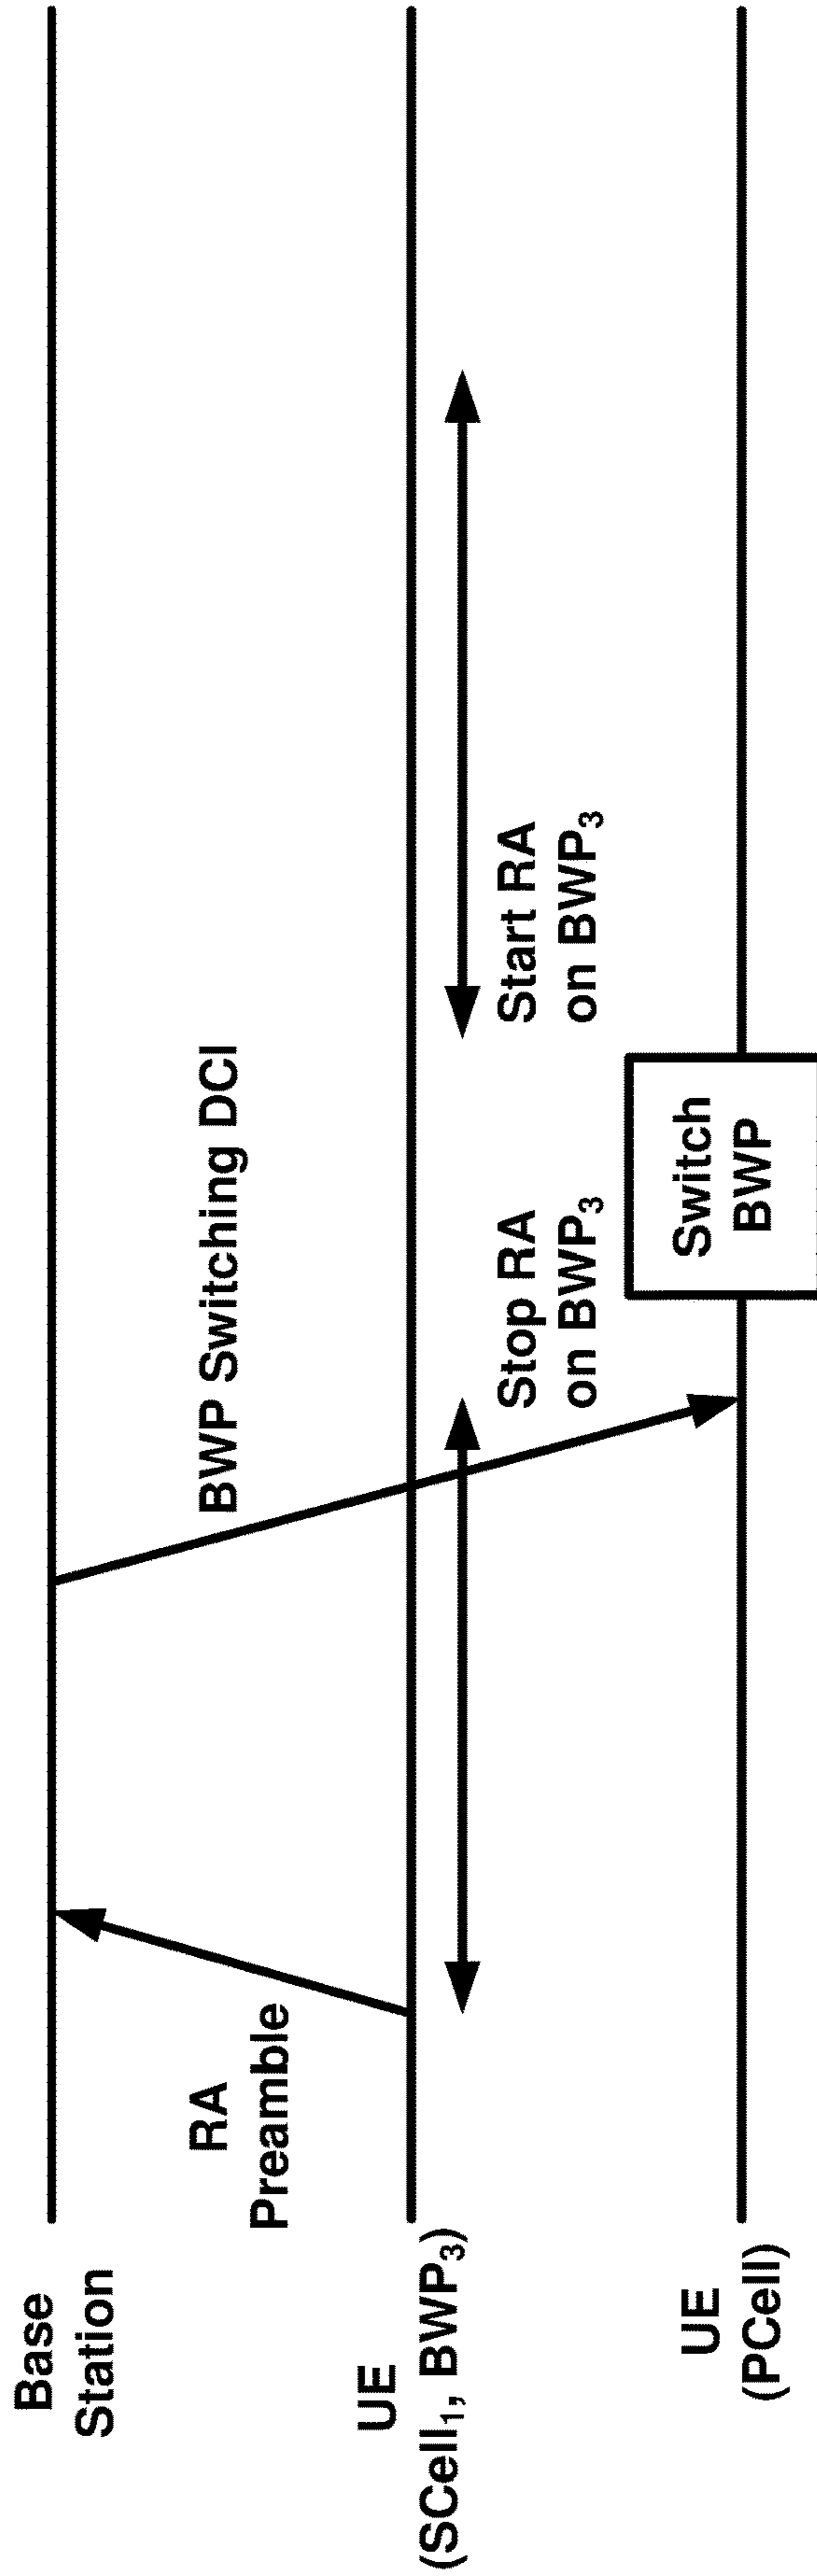 Base
Station
RA
Preamble
BWP Switching DCI
UE
(SCell₁, BWP₃)
Stop RA
on BWP₃
Start RA
on BWP₃
Switch
BWP
UE
(PCell)